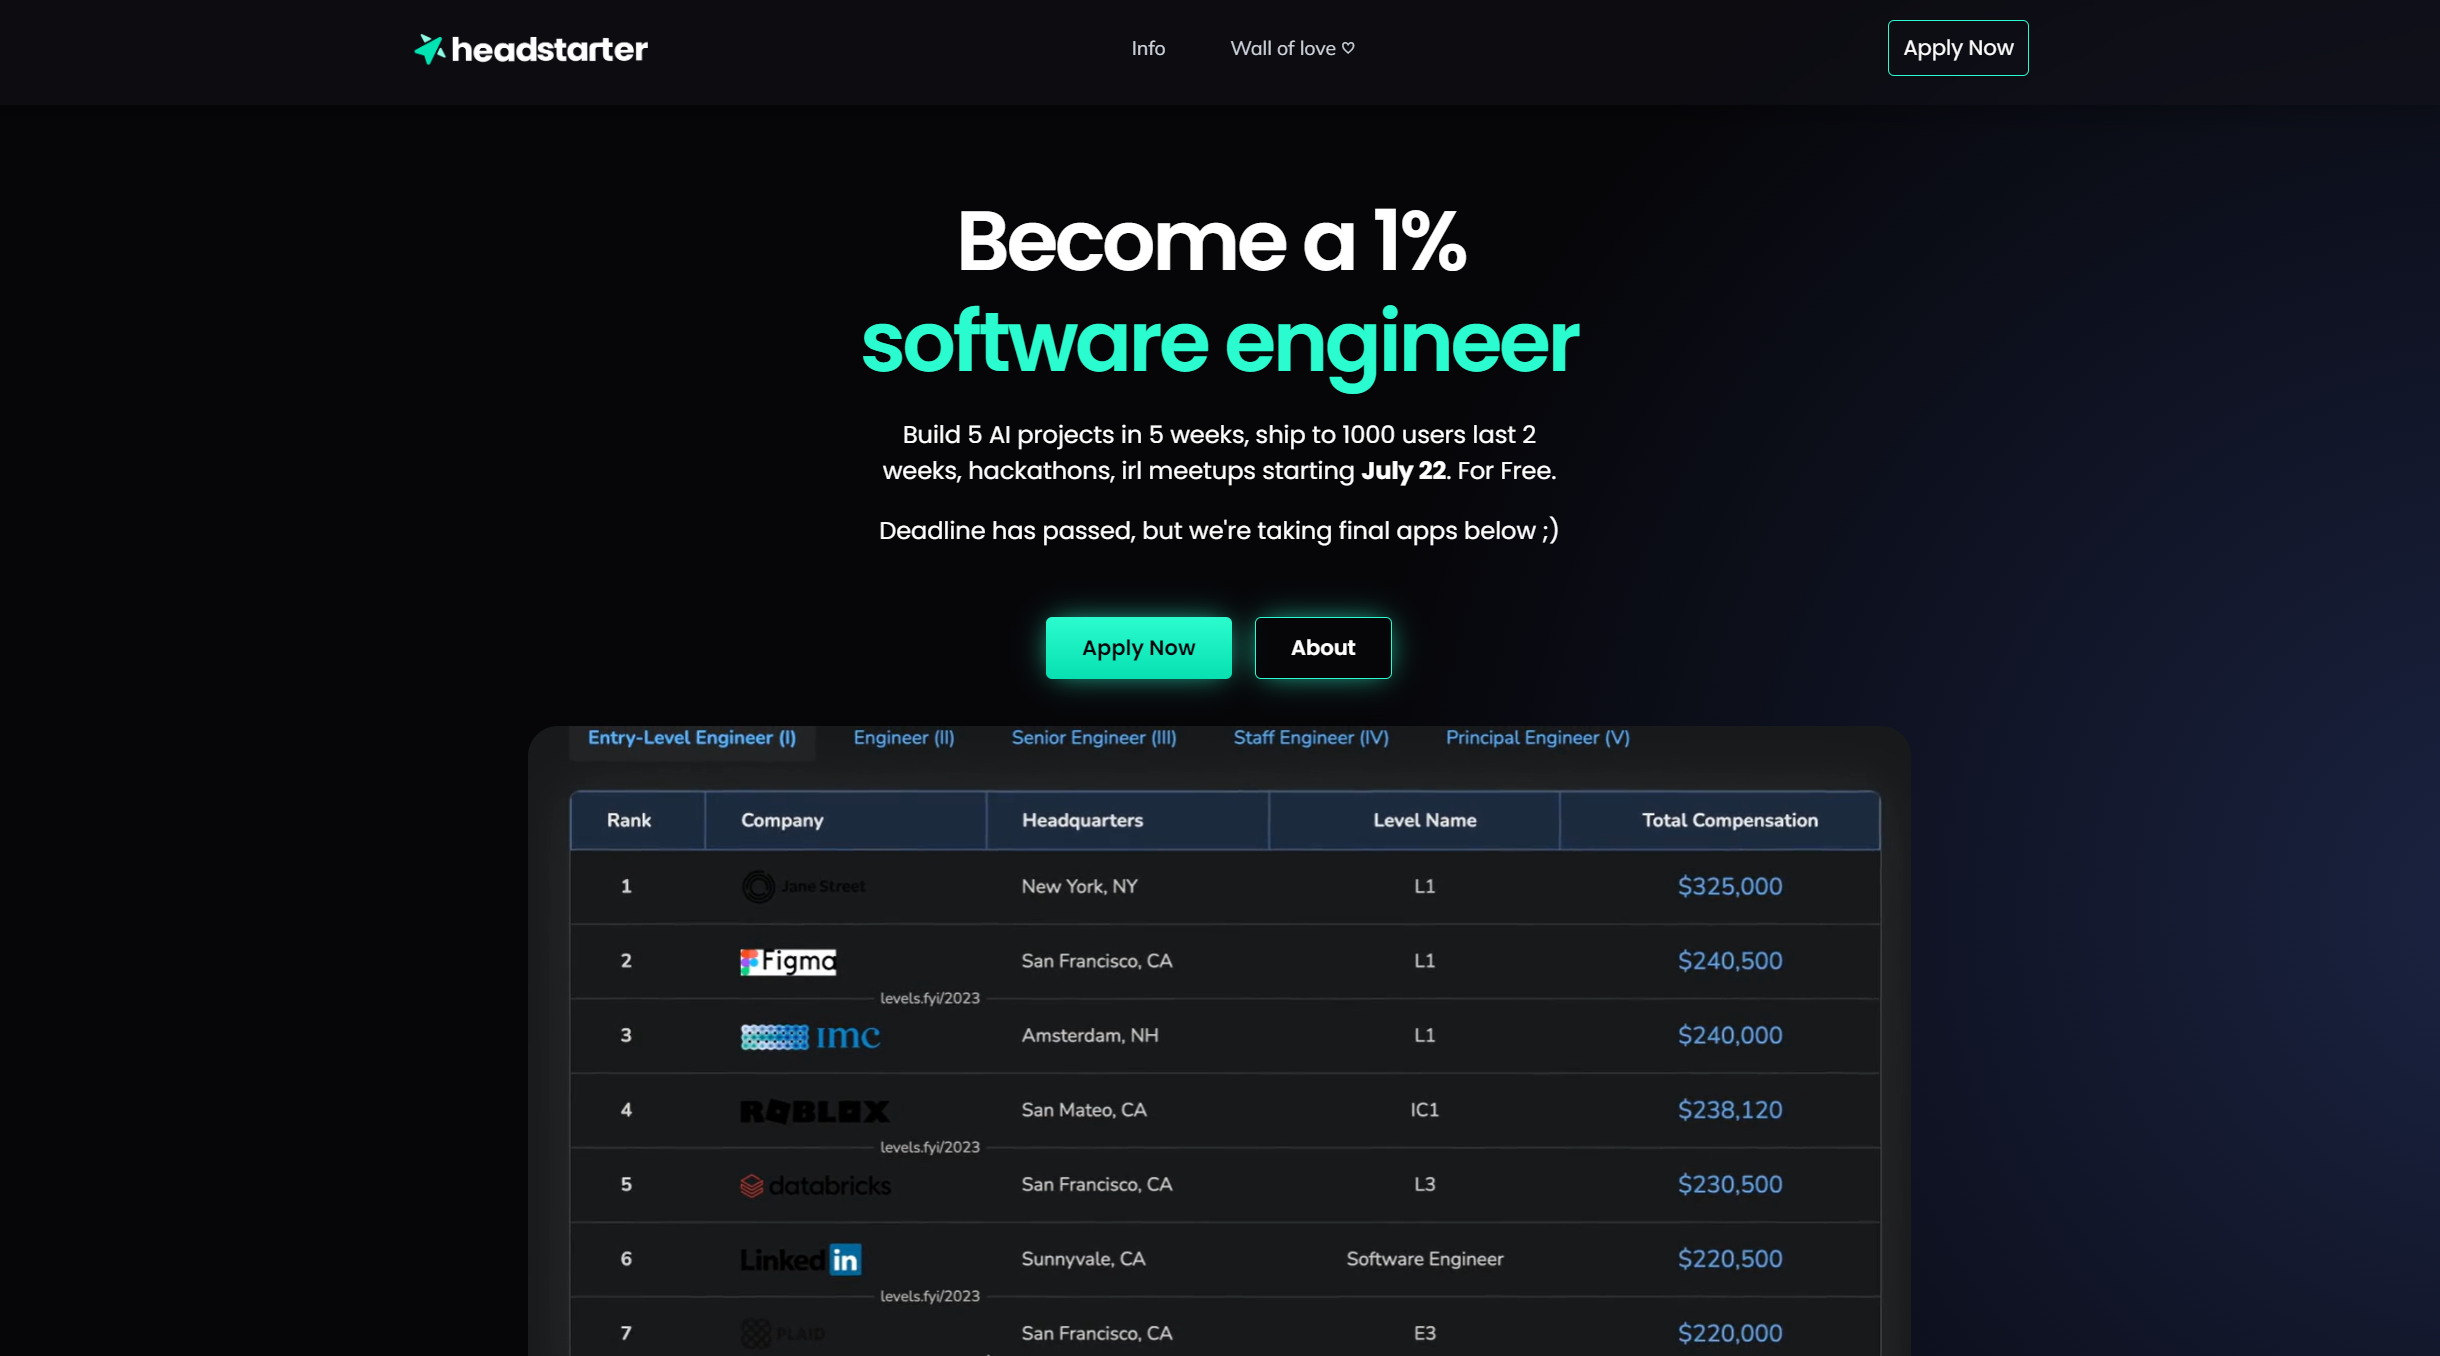 headstarter
Info
Wall of love ♡
Apply Now
Become a 1%
software engineer
Build 5 AI projects in 5 weeks, ship to 1000 users last 2
weeks, hackathons, irl meetups starting July 22. For Free.
Deadline has passed, but we're taking final apps below ;)
Apply Now
About
Entry-Level Engineer (I) Engineer (II) Senior Engineer (III) Staff Engineer (IV) Principal Engineer (V)
Rank Company Headquarters Level Name Total Compensation
1 Jane Street New York, NY L1 $325,000
2 Figma San Francisco, CA L1 $240,500
levels.fyi/2023
3 IMC Amsterdam, NH L1 $240,000
4 ROBLOX San Mateo, CA IC1 $238,120
levels.fyi/2023
5 databricks San Francisco, CA L3 $230,500
6 Linked in Sunnyvale, CA Software Engineer $220,500
levels.fyi/2023
7 PLAID San Francisco, CA E3 $220,000